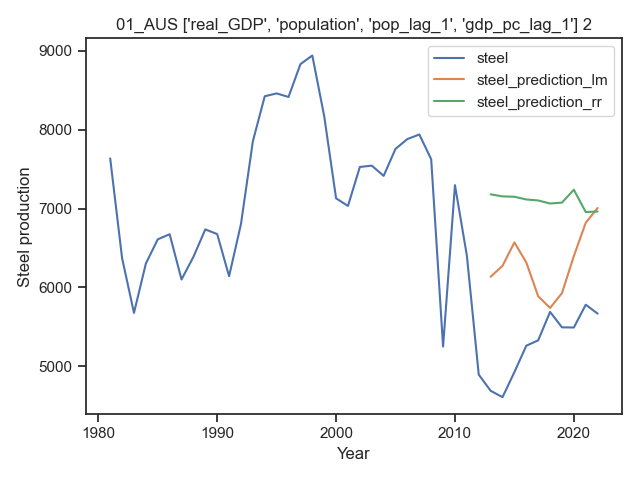 01_AUS ['real_GDP', 'population', 'pop_lag_1', 'gdp_pc_lag_1'] 2
steel
steel_prediction_lm
steel_prediction_rr
Steel production
9000
8000
7000
6000
5000
1980
1990
2000
2010
2020
Year